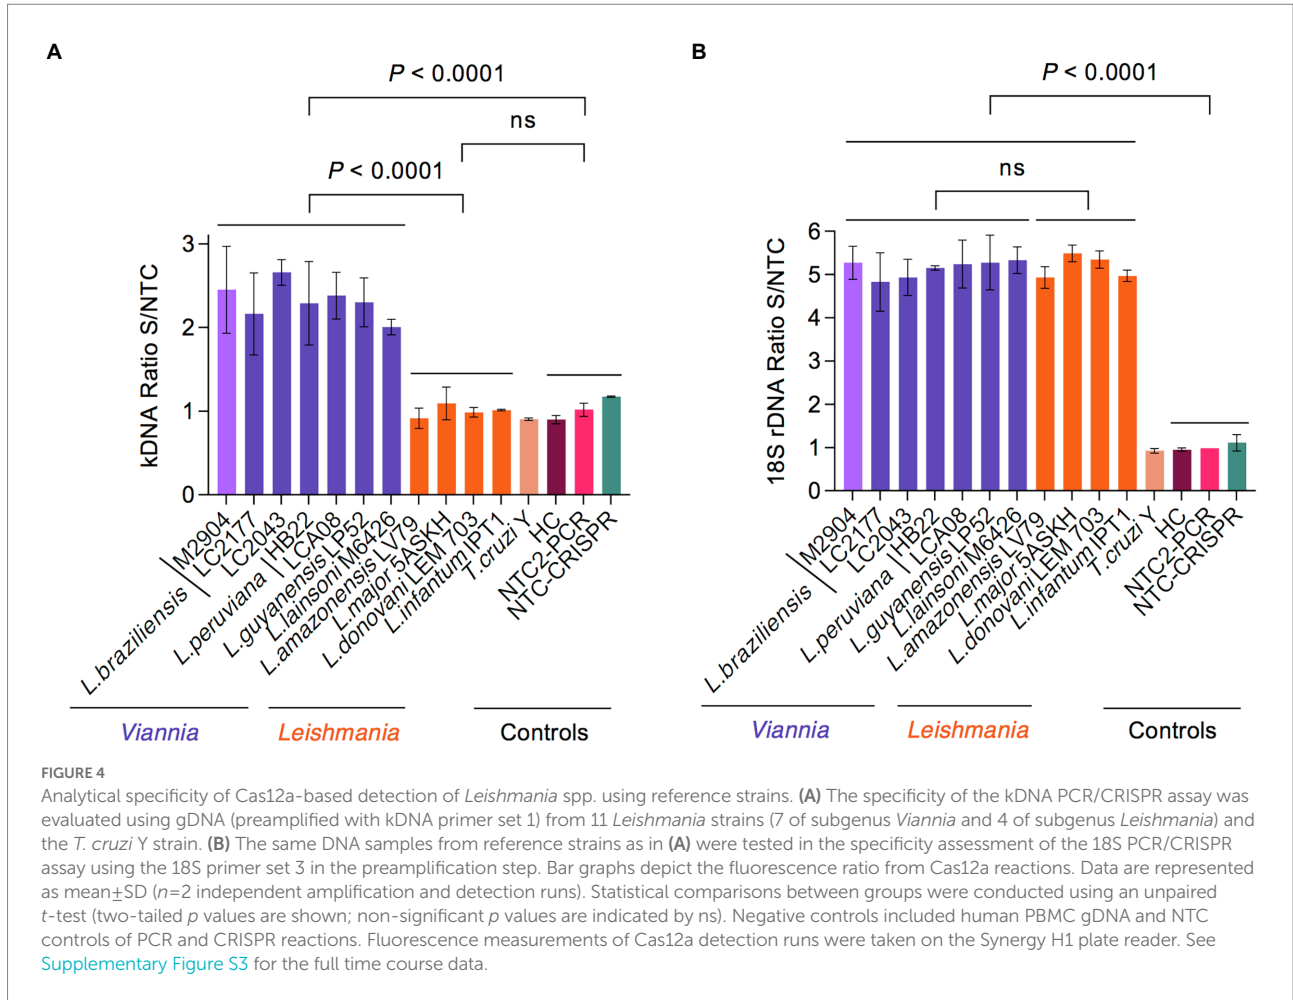 A
P < 0.0001
ns
P < 0.0001
kDNA Ratio S/NTC
3
2
1
0
M2904
LC2177
LC2043
HB22
LCA08
L.guyanensis LP52
L.lainsoni M6426
L.amazonensis LV79
L.major 5ASKH
L.donovani LEM 703
L.infantum IPT1
T.cruzi Y
HC
NTC2-PCR
NTC-CRISPR
L.braziliensis
L.peruviana
Viannia
Leishmania
Controls
B
P < 0.0001
ns
18S rDNA Ratio S/NTC
6
5
4
3
2
1
0
M2904
LC2177
LC2043
HB22
LCA08
L.guyanensis LP52
L.lainsoni M6426
L.amazonensis LV79
L.major 5ASKH
L.donovani LEM 703
L.infantum IPT1
T.cruzi Y
HC
NTC2-PCR
NTC-CRISPR
L.braziliensis
L.peruviana
Viannia
Leishmania
Controls
FIGURE 4
Analytical specificity of Cas12a-based detection of Leishmania spp. using reference strains. (A) The specificity of the kDNA PCR/CRISPR assay was
evaluated using gDNA (preamplified with kDNA primer set 1) from 11 Leishmania strains (7 of subgenus Viannia and 4 of subgenus Leishmania) and
the T. cruzi Y strain. (B) The same DNA samples from reference strains as in (A) were tested in the specificity assessment of the 18S PCR/CRISPR
assay using the 18S primer set 3 in the preamplification step. Bar graphs depict the fluorescence ratio from Cas12a reactions. Data are represented
as mean±SD (n=2 independent amplification and detection runs). Statistical comparisons between groups were conducted using an unpaired
t-test (two-tailed p values are shown; non-significant p values are indicated by ns). Negative controls included human PBMC gDNA and NTC
controls of PCR and CRISPR reactions. Fluorescence measurements of Cas12a detection runs were taken on the Synergy H1 plate reader. See
Supplementary Figure S3 for the full time course data.